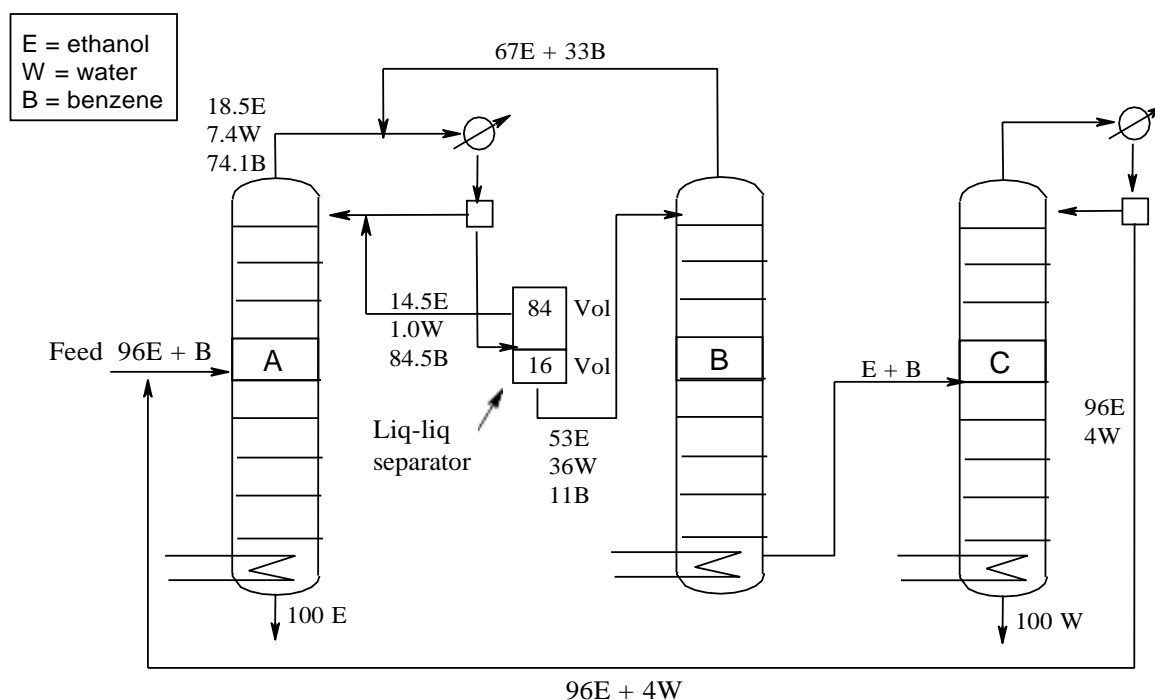 E = ethanol
W = water
B = benzene
67E + 33B
18.5E
7.4W
74.1B
14.5E
1.0W
84.5B
84 Vol
16 Vol
Feed 96E + B
A
B
C
E + B
96E
4W
Liq-liq
separator
53E
36W
11B
100 E
100 W
96E + 4W